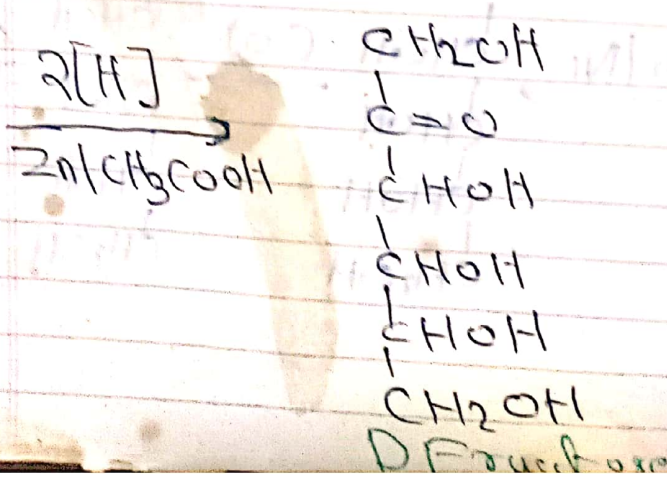 2[H]
Zn/CH3COOH
CH2OH
C=O
CHOH
CHOH
CHOH
CH2OH
D Fructose